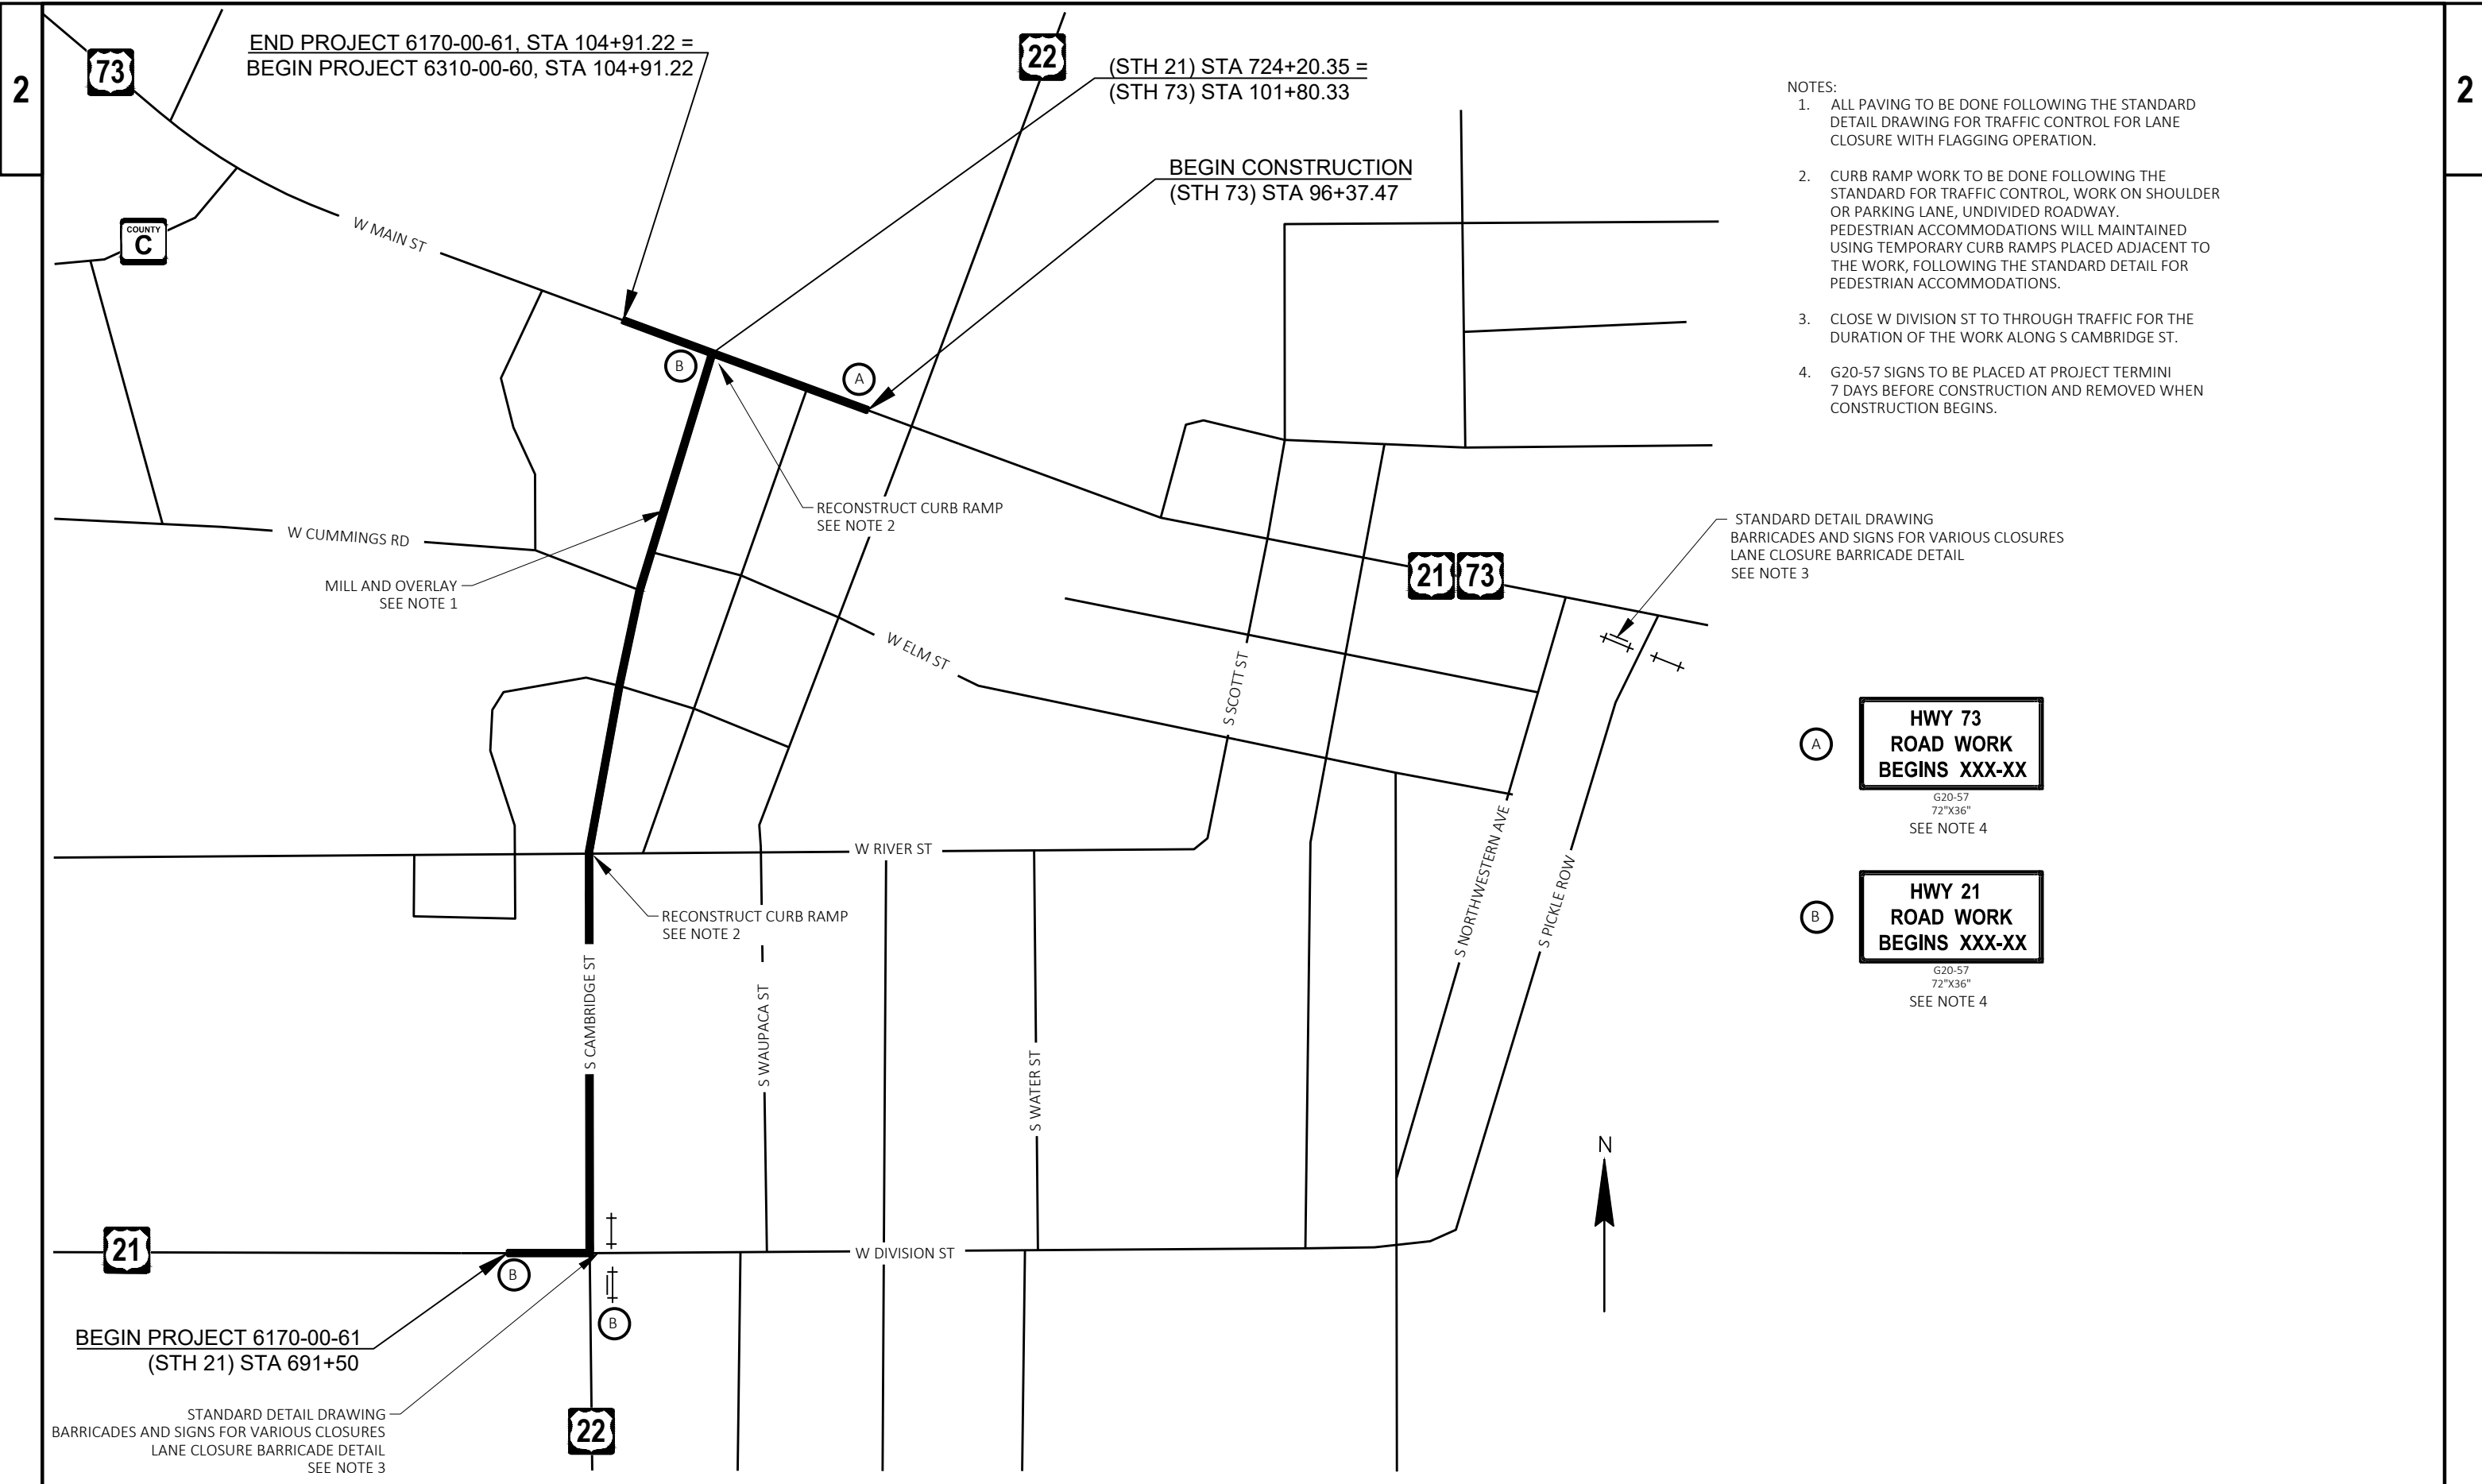 2
2
73
END PROJECT 6170-00-61, STA 104+91.22 =
BEGIN PROJECT 6310-00-60, STA 104+91.22
22
(STH 21) STA 724+20.35 =
(STH 73) STA 101+80.33
BEGIN CONSTRUCTION
(STH 73) STA 96+37.47
NOTES:
1. ALL PAVING TO BE DONE FOLLOWING THE STANDARD
DETAIL DRAWING FOR TRAFFIC CONTROL FOR LANE
CLOSURE WITH FLAGGING OPERATION.
2. CURB RAMP WORK TO BE DONE FOLLOWING THE
STANDARD FOR TRAFFIC CONTROL, WORK ON SHOULDER
OR PARKING LANE, UNDIVIDED ROADWAY.
PEDESTRIAN ACCOMMODATIONS WILL MAINTAINED
USING TEMPORARY CURB RAMPS PLACED ADJACENT TO
THE WORK, FOLLOWING THE STANDARD DETAIL FOR
PEDESTRIAN ACCOMMODATIONS.
3. CLOSE W DIVISION ST TO THROUGH TRAFFIC FOR THE
DURATION OF THE WORK ALONG S CAMBRIDGE ST.
4. G20-57 SIGNS TO BE PLACED AT PROJECT TERMINI
7 DAYS BEFORE CONSTRUCTION AND REMOVED WHEN
CONSTRUCTION BEGINS.
COUNTY
C
W MAIN ST
B
A
RECONSTRUCT CURB RAMP
SEE NOTE 2
W CUMMINGS RD
MILL AND OVERLAY
SEE NOTE 1
STANDARD DETAIL DRAWING
BARRICADES AND SIGNS FOR VARIOUS CLOSURES
LANE CLOSURE BARRICADE DETAIL
SEE NOTE 3
21
73
W ELM ST
S SCOTT ST
A
HWY 73
ROAD WORK
BEGINS XXX-XX
G20-57
72"X36"
SEE NOTE 4
W RIVER ST
S NORTHWESTERN AVE
S PICKLE ROW
B
HWY 21
ROAD WORK
BEGINS XXX-XX
G20-57
72"X36"
SEE NOTE 4
RECONSTRUCT CURB RAMP
SEE NOTE 2
S CAMBRIDGE ST
S WAUPACA ST
S WATER ST
N
21
W DIVISION ST
B
B
BEGIN PROJECT 6170-00-61
(STH 21) STA 691+50
STANDARD DETAIL DRAWING
BARRICADES AND SIGNS FOR VARIOUS CLOSURES
LANE CLOSURE BARRICADE DETAIL
SEE NOTE 3
22